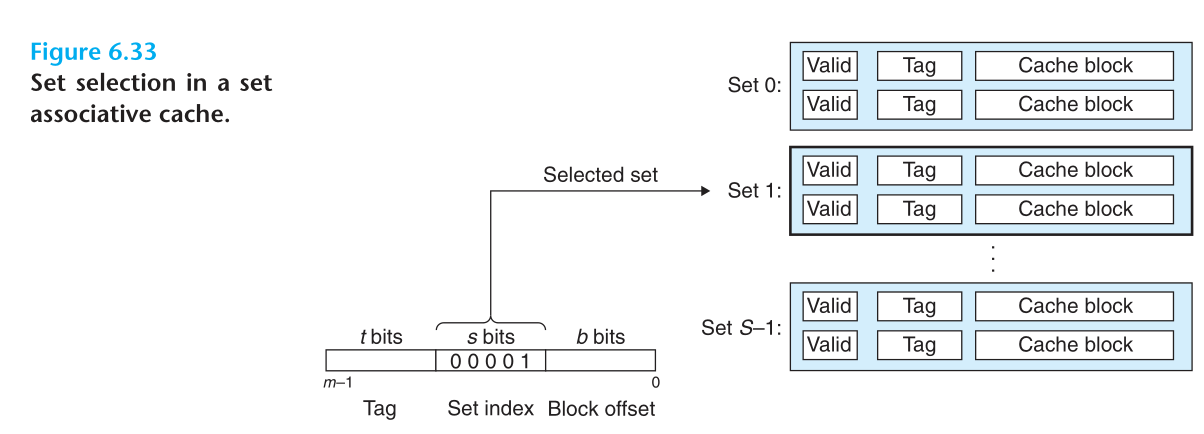 Figure 6.33
Set selection in a set
associative cache.
Set 0:
Valid Tag Cache block
Valid Tag Cache block
Selected set
Set 1:
Valid Tag Cache block
Valid Tag Cache block
⋮
Set S–1:
Valid Tag Cache block
Valid Tag Cache block
t bits s bits b bits
0 0 0 0 1
m–1 0
Tag Set index Block offset